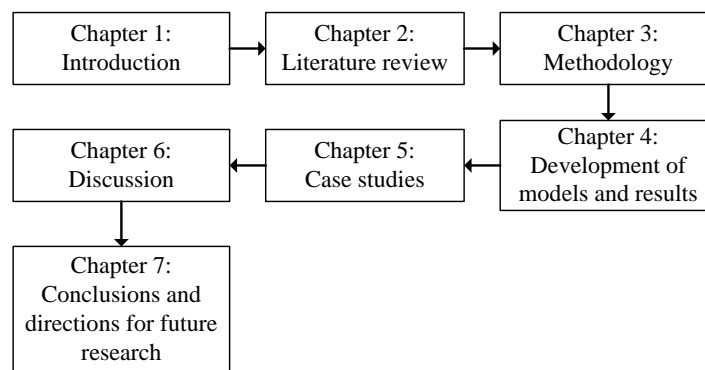 Chapter 1:
Introduction
Chapter 2:
Literature review
Chapter 3:
Methodology
Chapter 4:
Development of
models and results
Chapter 5:
Case studies
Chapter 6:
Discussion
Chapter 7:
Conclusions and
directions for future
research